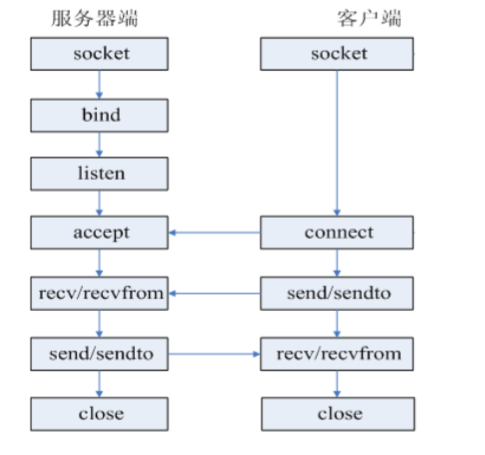 服务器端
客户端
socket
socket
bind
listen
accept
connect
recv/recvfrom
send/sendto
send/sendto
recv/recvfrom
close
close